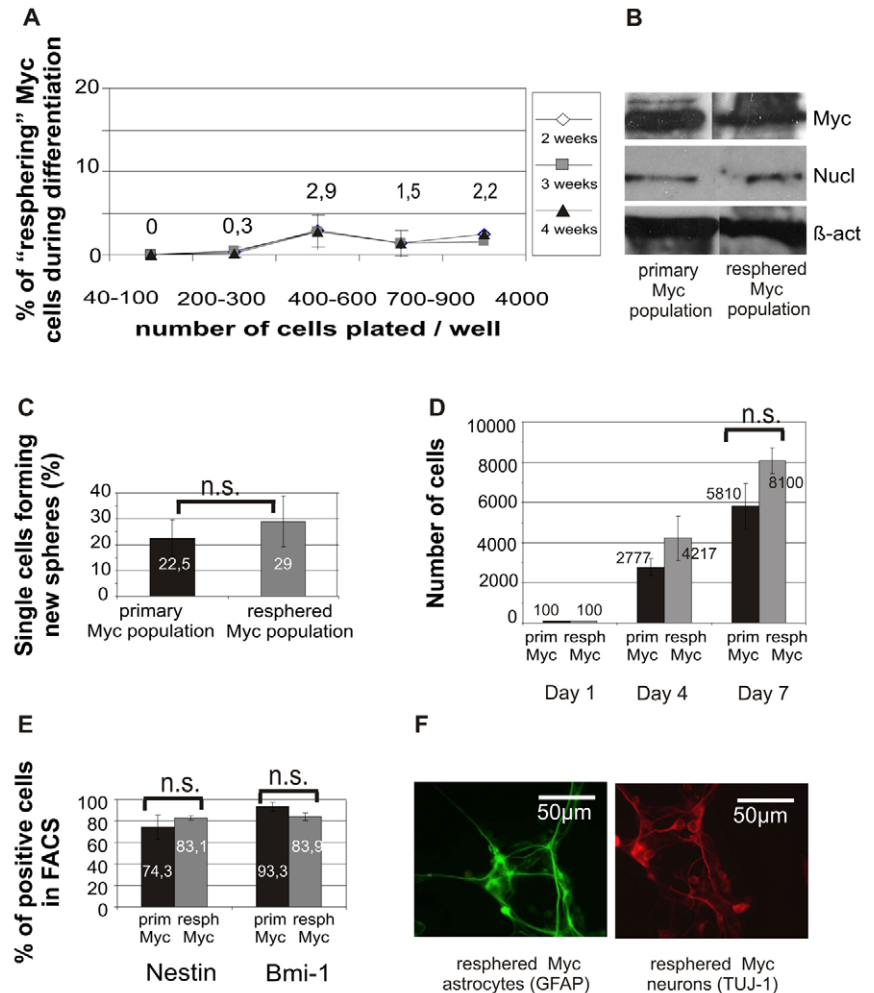 A
% of "resphering" Myc
cells during differentiation
20
10
0
0
0,3
2,9
1,5
2,2
40-100
200-300
400-600
700-900
4000
number of cells plated / well
2 weeks
3 weeks
4 weeks
B
Myc
Nucl
ß-act
primary
Myc
population
resphered
Myc
population
C
Single cells forming
new spheres (%)
40
30
20
10
0
n.s.
22,5
29
primary
Myc population
resphered
Myc population
D
Number of cells
10000
8000
6000
4000
2000
0
n.s.
100
100
2777
4217
5810
8100
prim
Myc
resph
Myc
prim
Myc
resph
Myc
prim
Myc
resph
Myc
Day 1
Day 4
Day 7
E
% of positive cells
in FACS
100
80
60
40
20
0
n.s.
n.s.
74,3
83,1
93,3
83,9
prim
Myc
resph
Myc
prim
Myc
resph
Myc
Nestin
Bmi-1
F
50µm
50µm
resphered Myc
astrocytes (GFAP)
resphered Myc
neurons (TUJ-1)